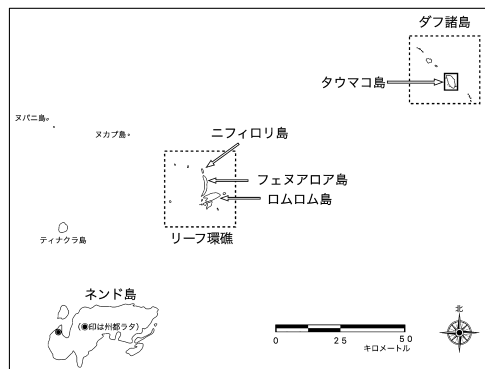 ダフ諸島
タウマコ島
ヌパニ島
ヌカプ島
ニフィロリ島
フェヌアロア島
ロムロム島
ティナクラ島
リーフ環礁
ネンド島
(◉印は州都ラタ)
北
0 25 50
キロメートル